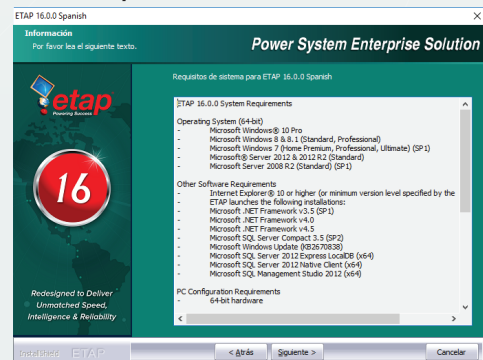 ETAP 16.0.0 Spanish
Información
Por favor lea el siguiente texto.
Power System Enterprise Solution
etap
Powering Success
16
Redesigned to Deliver
Unmatched Speed,
Intelligence & Reliability
Requisitos de sistema para ETAP 16.0.0 Spanish
ETAP 16.0.0 System Requirements
Operating System (64-bit)
- Microsoft Windows® 10 Pro
- Microsoft Windows 8 & 8.1 (Standard, Professional)
- Microsoft Windows 7 (Home Premium, Professional, Ultimate) (SP1)
- Microsoft® Server 2012 & 2012 R2 (Standard)
- Microsoft Server 2008 R2 (Standard) (SP1)
Other Software Requirements
- Internet Explorer® 10 or higher (or minimum version level specified by the
- ETAP launches the following installations:
- Microsoft .NET Framework v3.5 (SP1)
- Microsoft .NET Framework v4.0
- Microsoft .NET Framework v4.5
- Microsoft SQL Server Compact 3.5 (SP2)
- Microsoft Windows Update (KB2670838)
- Microsoft SQL Server 2012 Express LocalDB (x64)
- Microsoft SQL Server 2012 Native Client (x64)
- Microsoft SQL Management Studio 2012 (x64)
PC Configuration Requirements
- 64-bit hardware
InstallShield ETAP
< Atrás
Siguiente >
Cancelar